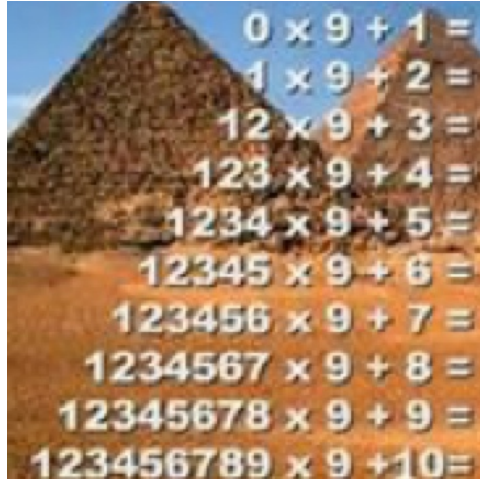 0 x 9 + 1 =
1 x 9 + 2 =
12 x 9 + 3 =
123 x 9 + 4 =
1234 x 9 + 5 =
12345 x 9 + 6 =
123456 x 9 + 7 =
1234567 x 9 + 8 =
12345678 x 9 + 9 =
123456789 x 9 +10=